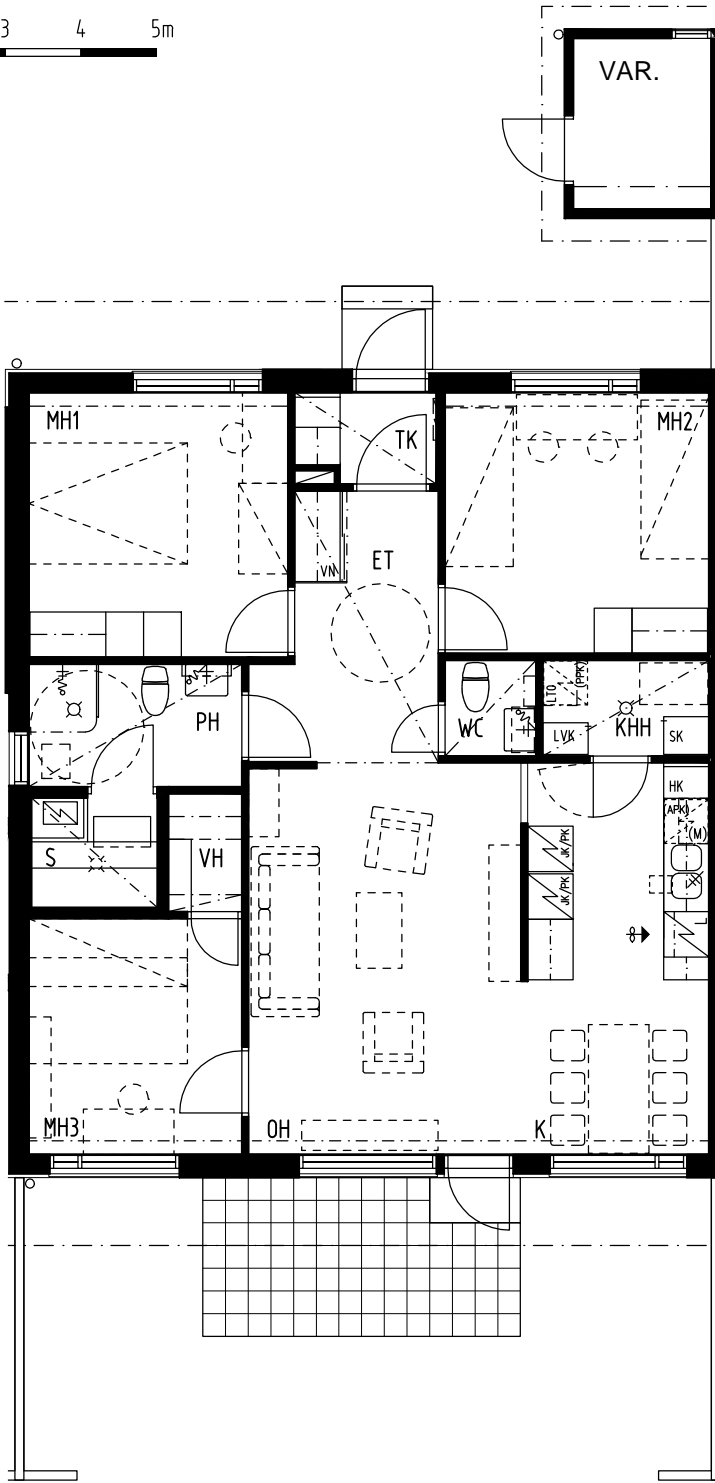 3 4 5m
VAR.
MH1
TK
MH2
VN
ET
PH
WC
LTO
(PPK)
LVK
KHH
SK
HK
(APK)
(M)
S
VH
JK/PK
JK/PK
L
8
MH3
OH
K